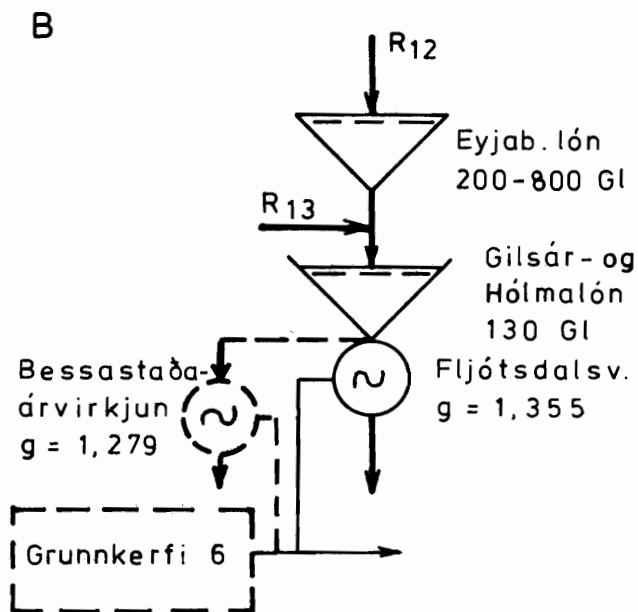 B
R12
Eyjab. lón
200-800 Gl
R13
Gilsár- og
Hólmalón
130 Gl
Bessastaða-
árvirkjun
g = 1,279
Fljótsdalsv.
g = 1,355
Grunnkerfi 6